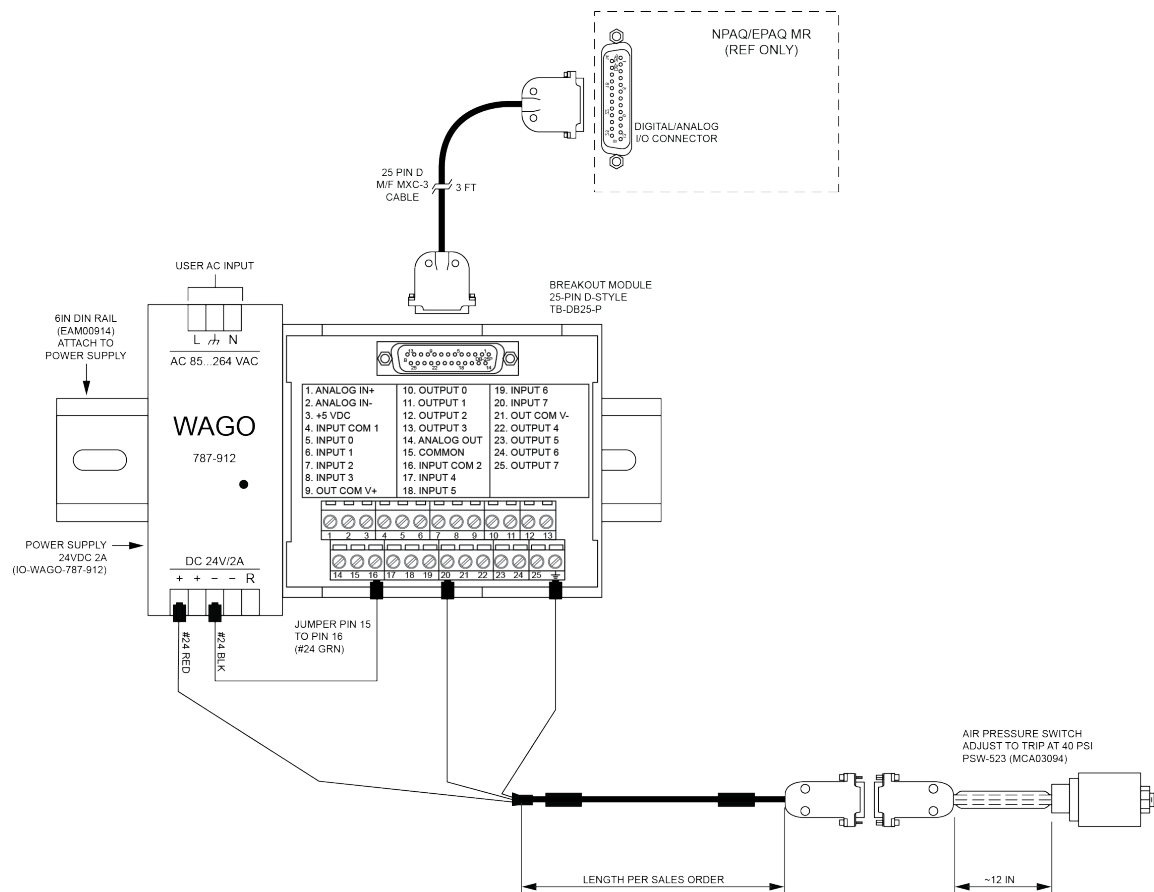 NPAQ/EPAQ MR
(REF ONLY)
DIGITAL/ANALOG
I/O CONNECTOR
25 PIN D
M/F MXC-3
CABLE
3 FT
USER AC INPUT
BREAKOUT MODULE
25-PIN D-STYLE
TB-DB25-P
6IN DIN RAIL
(EAM00914)
ATTACH TO
POWER SUPPLY
L N
AC 85...264 VAC
WAGO
787-912
1. ANALOG IN+
2. ANALOG IN-
3. +5 VDC
4. INPUT COM 1
5. INPUT 0
6. INPUT 1
7. INPUT 2
8. INPUT 3
9. OUT COM V+
10. OUTPUT 0
11. OUTPUT 1
12. OUTPUT 2
13. OUTPUT 3
14. ANALOG OUT
15. COMMON
16. INPUT COM 2
17. INPUT 4
18. INPUT 5
19. INPUT 6
20. INPUT 7
21. OUT COM V-
22. OUTPUT 4
23. OUTPUT 5
24. OUTPUT 6
25. OUTPUT 7
1 2 3 4 5 6 7 8 9 10 11 12 13
14 15 16 17 18 19 20 21 22 23 24 25
POWER SUPPLY
24VDC 2A
(IO-WAGO-787-912)
DC 24V/2A
+ + − − R
#24 RED
#24 BLK
JUMPER PIN 15
TO PIN 16
(#24 GRN)
AIR PRESSURE SWITCH
ADJUST TO TRIP AT 40 PSI
PSW-523 (MCA03094)
LENGTH PER SALES ORDER
~12 IN